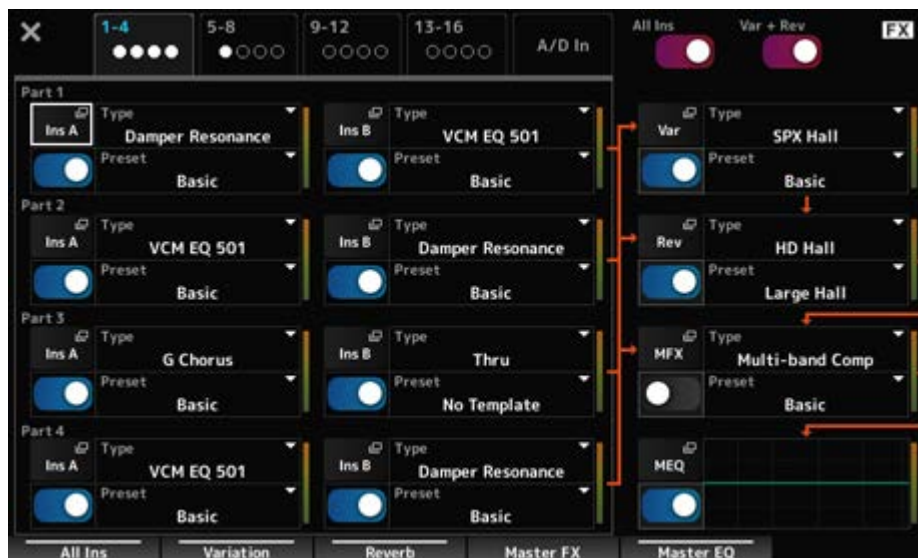 1-4 5-8 9-12 13-16 A/D In All Ins Var + Rev FX
Part 1
Ins A Type Damper Resonance Ins B Type VCM EQ 501 Var Type SPX Hall
Preset Basic Preset Basic Preset Basic
Part 2
Ins A Type VCM EQ 501 Ins B Type Damper Resonance Rev Type HD Hall
Preset Basic Preset Basic Preset Large Hall
Part 3
Ins A Type G Chorus Ins B Type Thru MFX Type Multi-band Comp
Preset Basic Preset No Template Preset Basic
Part 4
Ins A Type VCM EQ 501 Ins B Type Damper Resonance MEQ
Preset Basic Preset Basic
All Ins Variation Reverb Master FX Master EQ